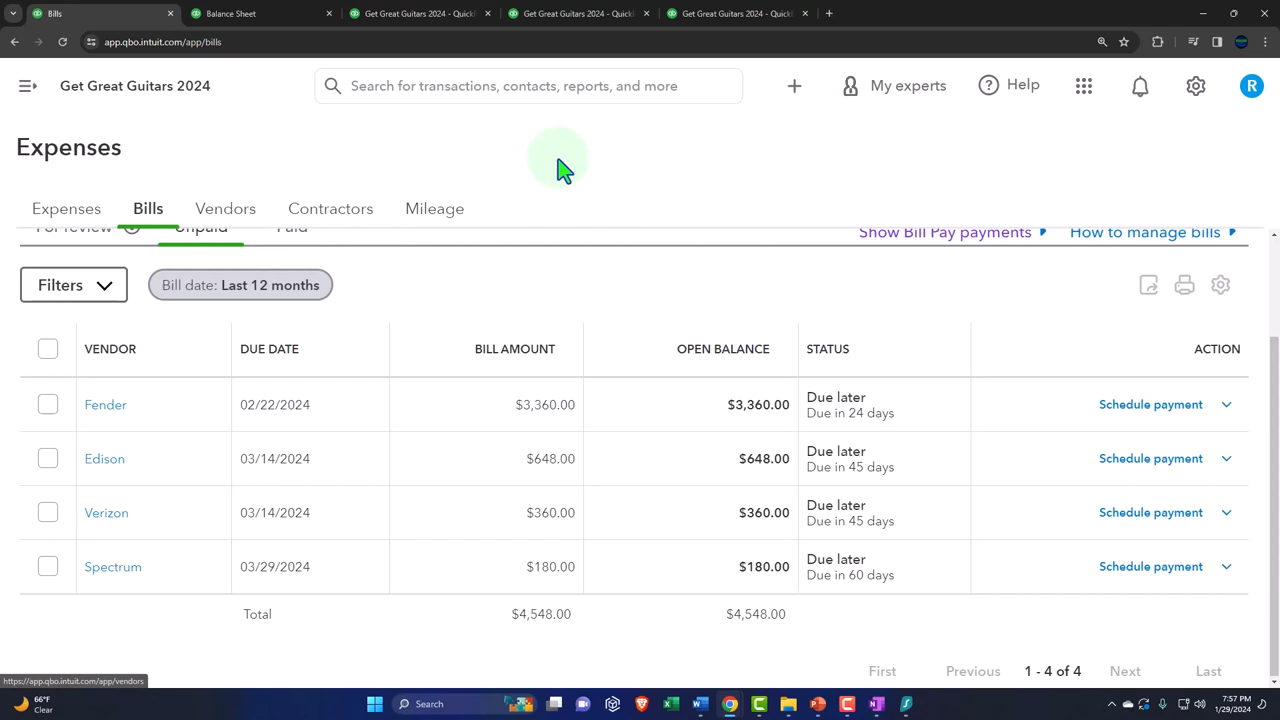 Bills
Balance Sheet
Get Great Guitars 2024 - Quick
Get Great Guitars 2024 - Quick
Get Great Guitars 2024 - Quick
app.qbo.intuit.com/app/bills
Get Great Guitars 2024
Search for transactions, contacts, reports, and more
My experts
Help
R
Expenses
Expenses Bills Vendors Contractors Mileage
For review Unpaid Paid
Show Bill Pay payments How to manage bills
Filters Bill date: Last 12 months
VENDOR DUE DATE BILL AMOUNT OPEN BALANCE STATUS ACTION
Fender 02/22/2024 $3,360.00 $3,360.00 Due later Schedule payment
Due in 24 days
Edison 03/14/2024 $648.00 $648.00 Due later Schedule payment
Due in 45 days
Verizon 03/14/2024 $360.00 $360.00 Due later Schedule payment
Due in 45 days
Spectrum 03/29/2024 $180.00 $180.00 Due later Schedule payment
Due in 60 days
Total $4,548.00 $4,548.00
First Previous 1 - 4 of 4 Next Last
https://app.qbo.intuit.com/app/vendors
66°F
Clear
Search
7:57 PM
1/29/2024